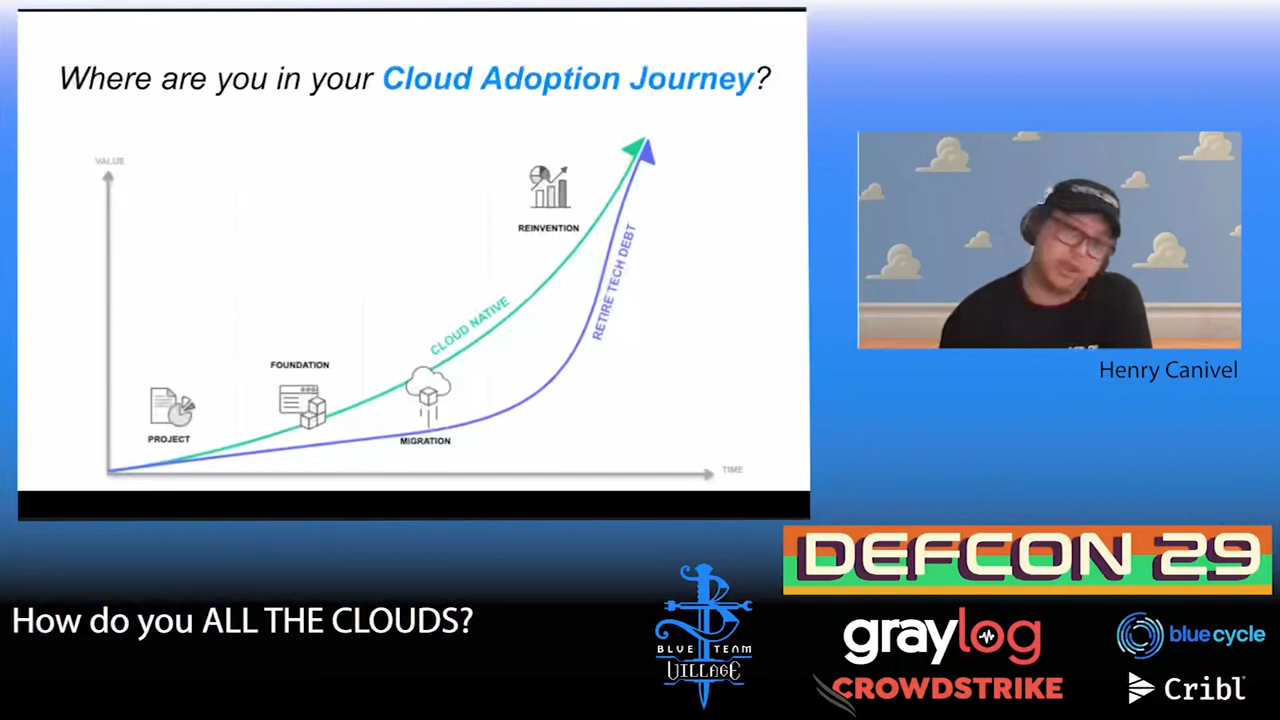 Where are you in your Cloud Adoption Journey?
VALUE
REINVENTION
RETIRE TECH DEBT
CLOUD NATIVE
FOUNDATION
PROJECT
MIGRATION
TIME
Henry Canivel
DEFCON 29
How do you ALL THE CLOUDS?
BLUE TEAM
VILLAGE
graylog
blue cycle
CROWDSTRIKE
Cribl